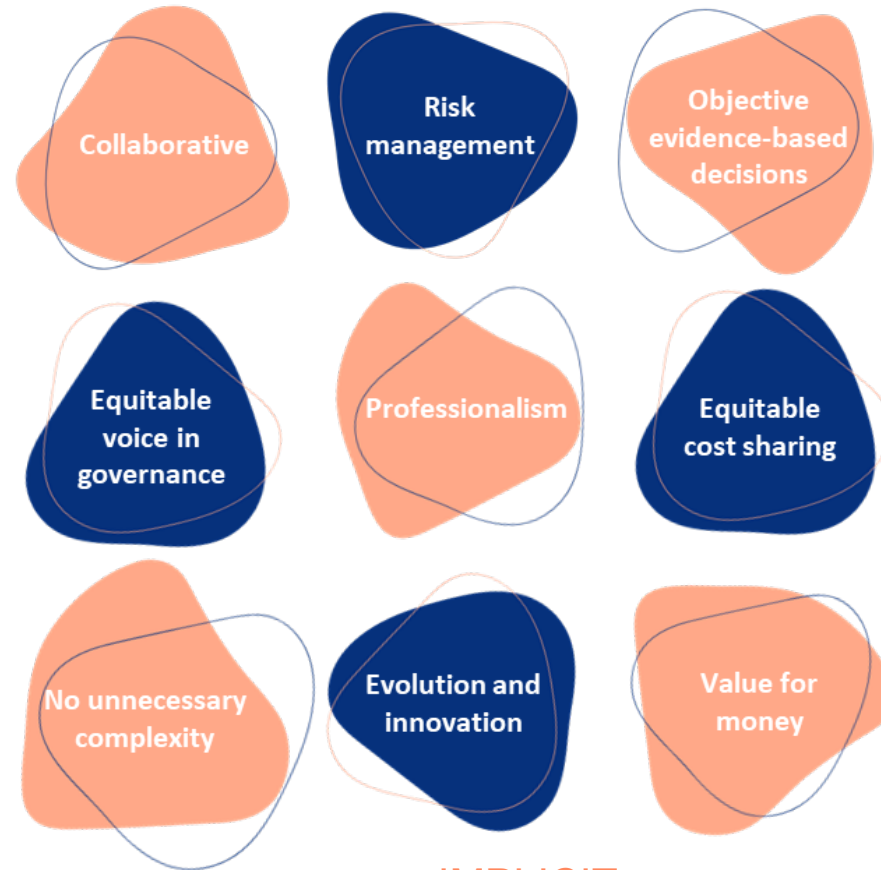 Collaborative
Risk
management
Objective
evidence-based
decisions
Equitable
voice in
governance
Professionalism
Equitable
cost sharing
No unnecessary
complexity
Evolution and
innovation
Value for
money